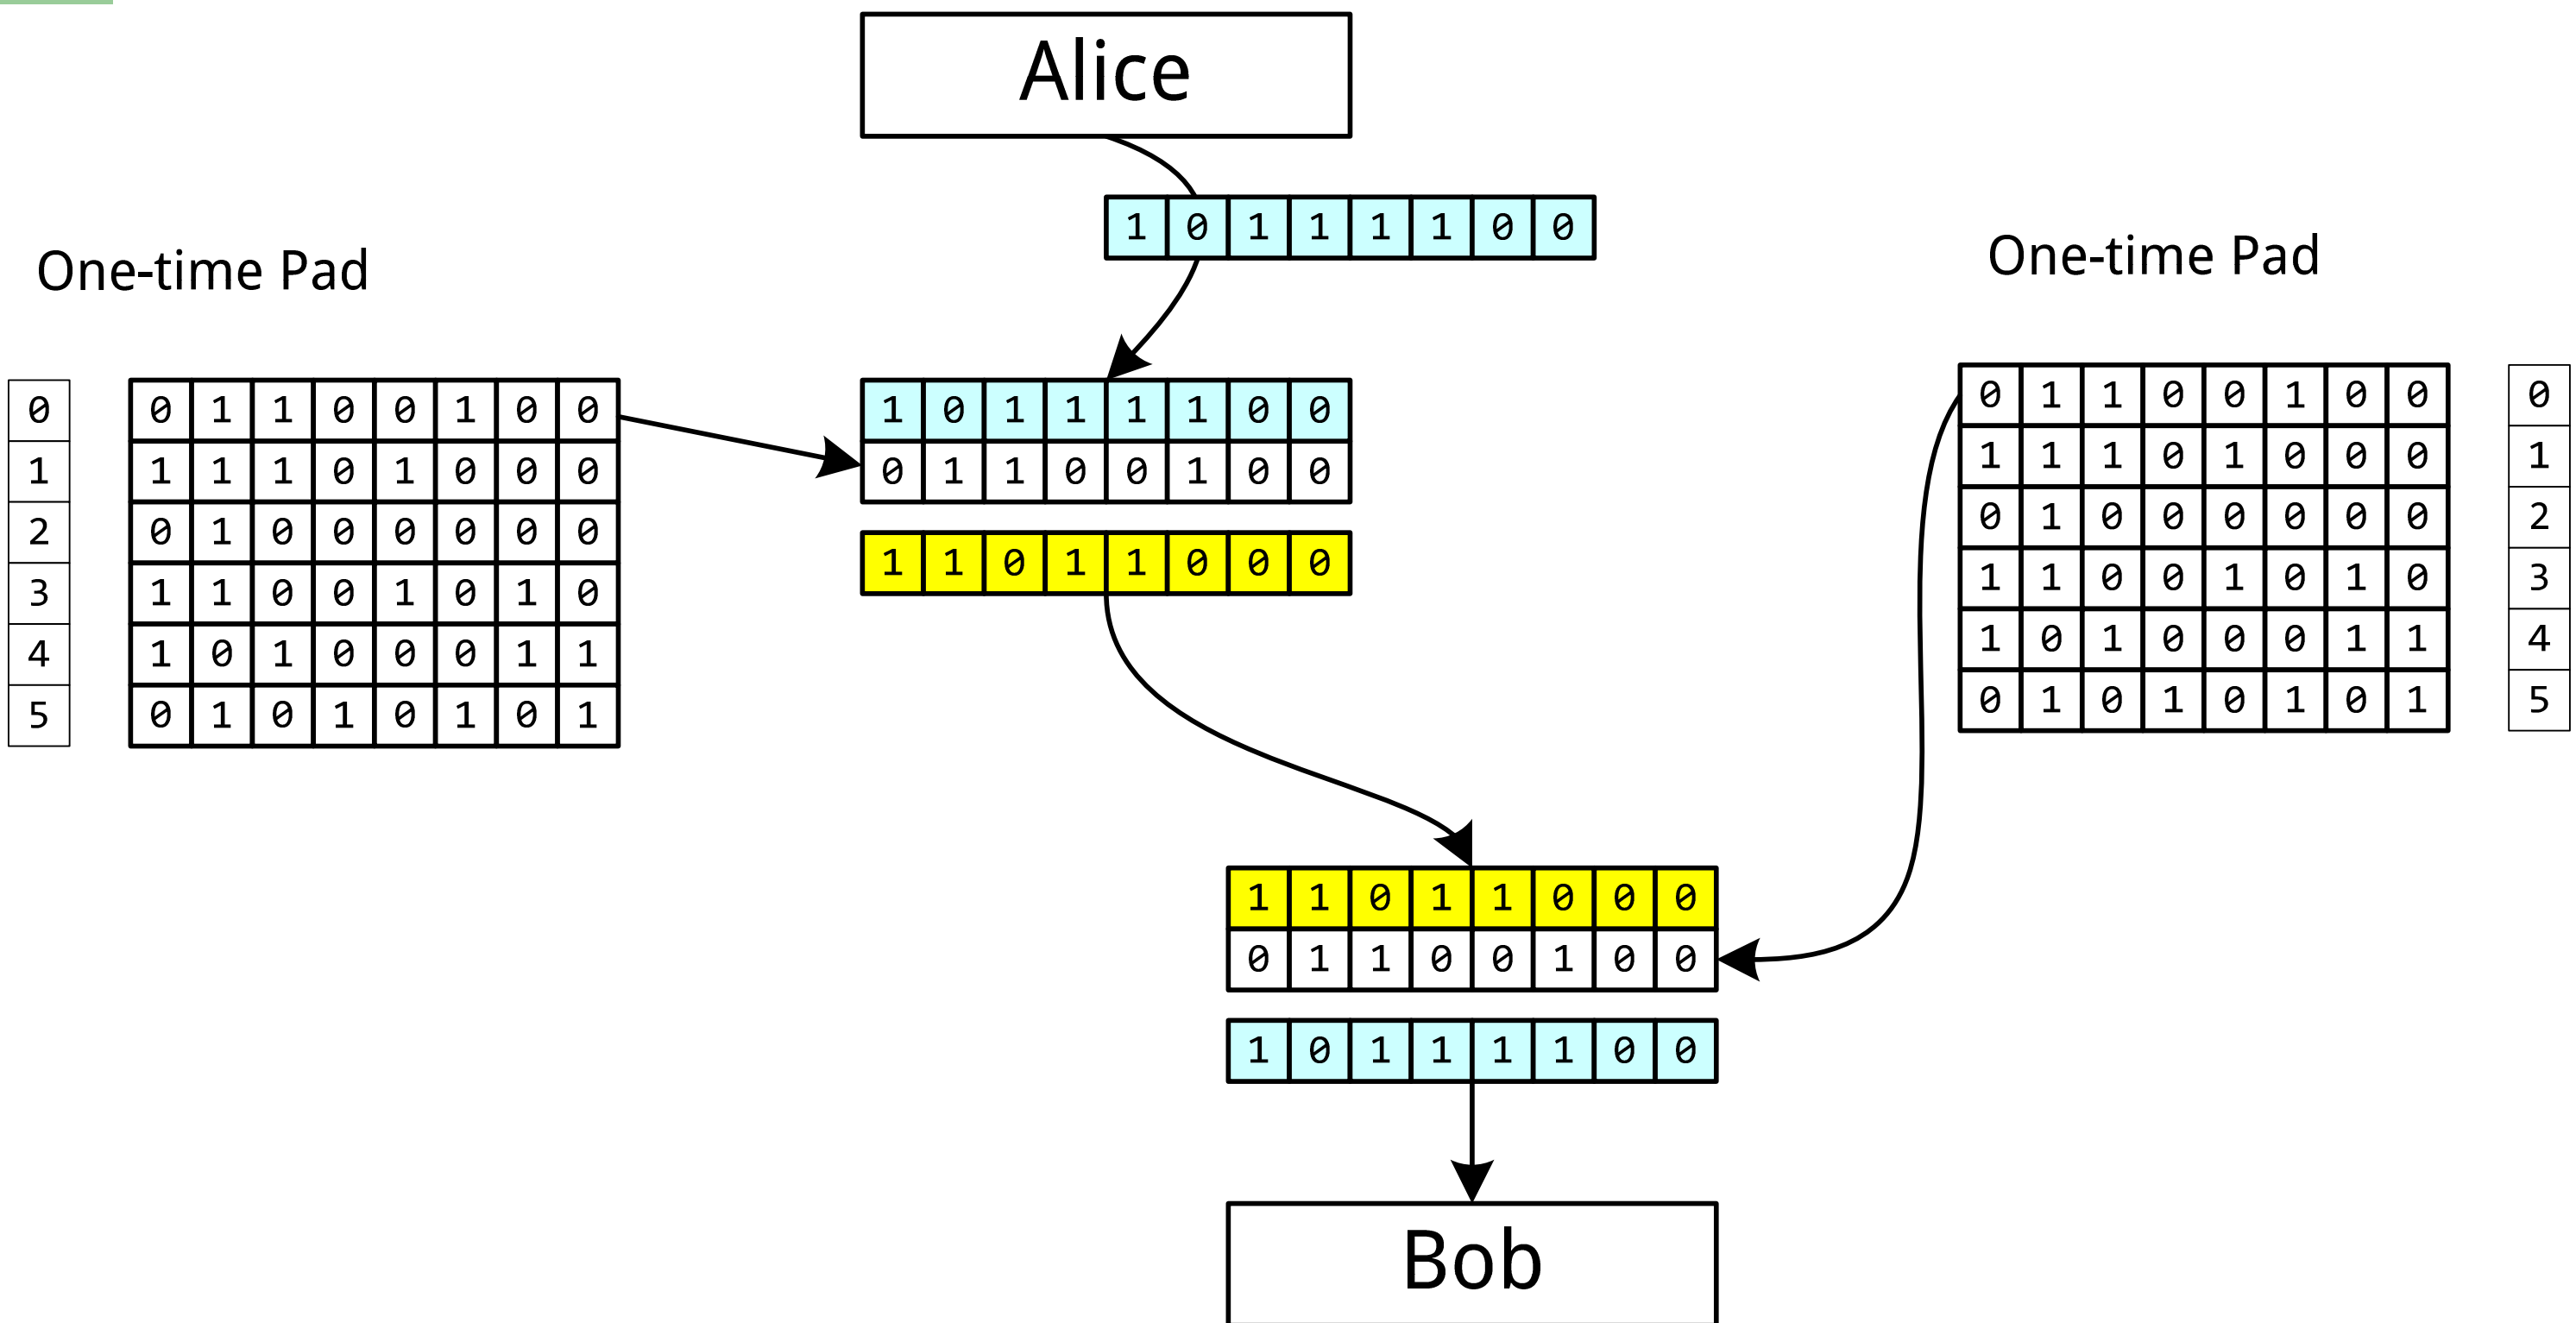 Alice
1 0 1 1 1 1 0 0
One-time Pad
0 0 1 1 0 0 1 0 0
1 1 1 1 0 1 0 0 0
2 0 1 0 0 0 0 0 0
3 1 1 0 0 1 0 1 0
4 1 0 1 0 0 0 1 1
5 0 1 0 1 0 1 0 1
1 0 1 1 1 1 0 0
0 1 1 0 0 1 0 0
1 1 0 1 1 0 0 0
One-time Pad
0 1 1 0 0 1 0 0 0
1 1 1 0 1 0 0 0 1
0 1 0 0 0 0 0 0 2
1 1 0 0 1 0 1 0 3
1 0 1 0 0 0 1 1 4
0 1 0 1 0 1 0 1 5
1 1 0 1 1 0 0 0
0 1 1 0 0 1 0 0
1 0 1 1 1 1 0 0
Bob